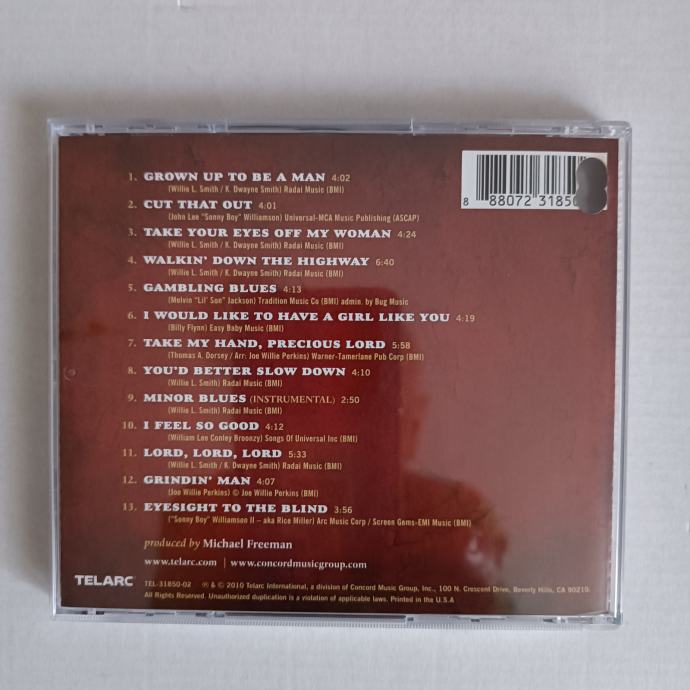 1. GROWN UP TO BE A MAN 4:02
(Willie L. Smith / K. Dwayne Smith) Radai Music (BMI)
2. CUT THAT OUT 4:01
(John Lee "Sonny Boy" Williamson) Universal-MCA Music Publishing (ASCAP)
3. TAKE YOUR EYES OFF MY WOMAN 4:24
(Willie L. Smith / K. Dwayne Smith) Radai Music (BMI)
4. WALKIN' DOWN THE HIGHWAY 6:40
(Willie L. Smith / K. Dwayne Smith) Radai Music (BMI)
5. GAMBLING BLUES 4:13
(Melvin "Lil' Son" Jackson) Tradition Music Co (BMI) admin. by Bug Music
6. I WOULD LIKE TO HAVE A GIRL LIKE YOU 4:19
(Billy Flynn) Easy Baby Music (BMI)
7. TAKE MY HAND, PRECIOUS LORD 5:58
(Thomas A. Dorsey / Arr: Joe Willie Perkins) Warner-Tamerlane Pub Corp (BMI)
8. YOU'D BETTER SLOW DOWN 4:10
(Willie L. Smith) Radai Music (BMI)
9. MINOR BLUES (INSTRUMENTAL) 2:50
(Willie L. Smith) Radai Music (BMI)
10. I FEEL SO GOOD 4:12
(William Lee Conley Broonzy) Songs Of Universal Inc (BMI)
11. LORD, LORD, LORD 5:33
(Willie L. Smith / K. Dwayne Smith) Radai Music (BMI)
12. GRINDIN' MAN 4:07
(Joe Willie Perkins) © Joe Willie Perkins (BMI)
13. EYESIGHT TO THE BLIND 3:56
("Sonny Boy" Williamson II – aka Rice Miller) Arc Music Corp / Screen Gems-EMI Music (BMI)
produced by Michael Freeman
www.telarc.com | www.concordmusicgroup.com
TELARC
TEL-31850-02 ℗ & © 2010 Telarc International, a division of Concord Music Group, Inc., 100 N. Crescent Drive, Beverly Hills, CA 90210.
All Rights Reserved. Unauthorized duplication is a violation of applicable laws. Printed in the U.S.A
8 88072 31850